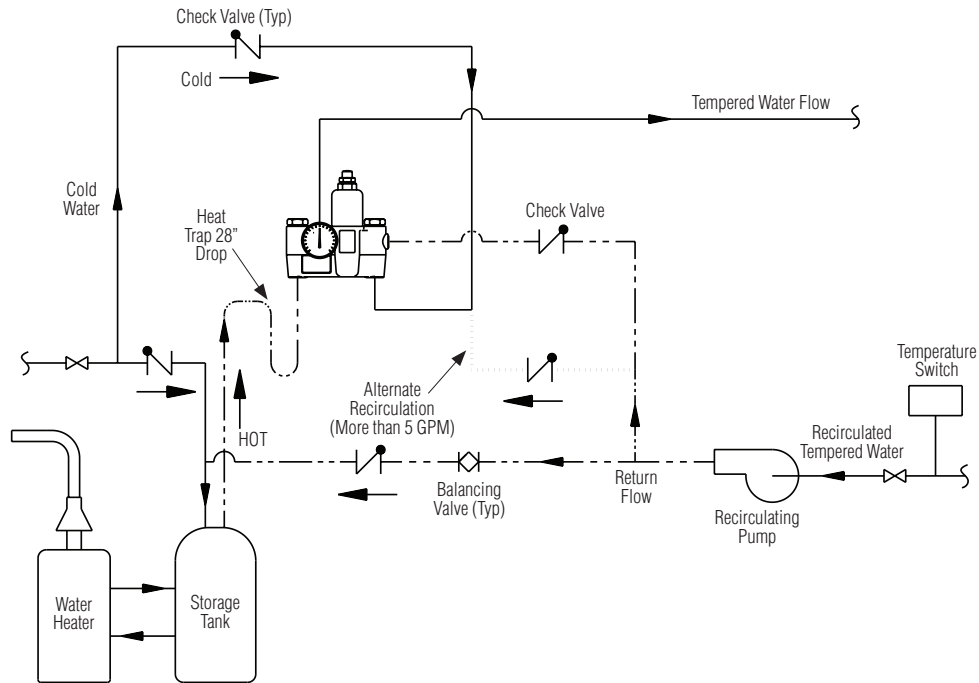 Check Valve (Typ)
Cold
Tempered Water Flow
Cold
Water
Heat
Trap 28"
Drop
Check Valve
Temperature
Switch
Alternate
Recirculation
(More than 5 GPM)
HOT
Recirculated
Tempered Water
Balancing
Valve (Typ)
Return
Flow
Recirculating
Pump
Water
Heater
Storage
Tank